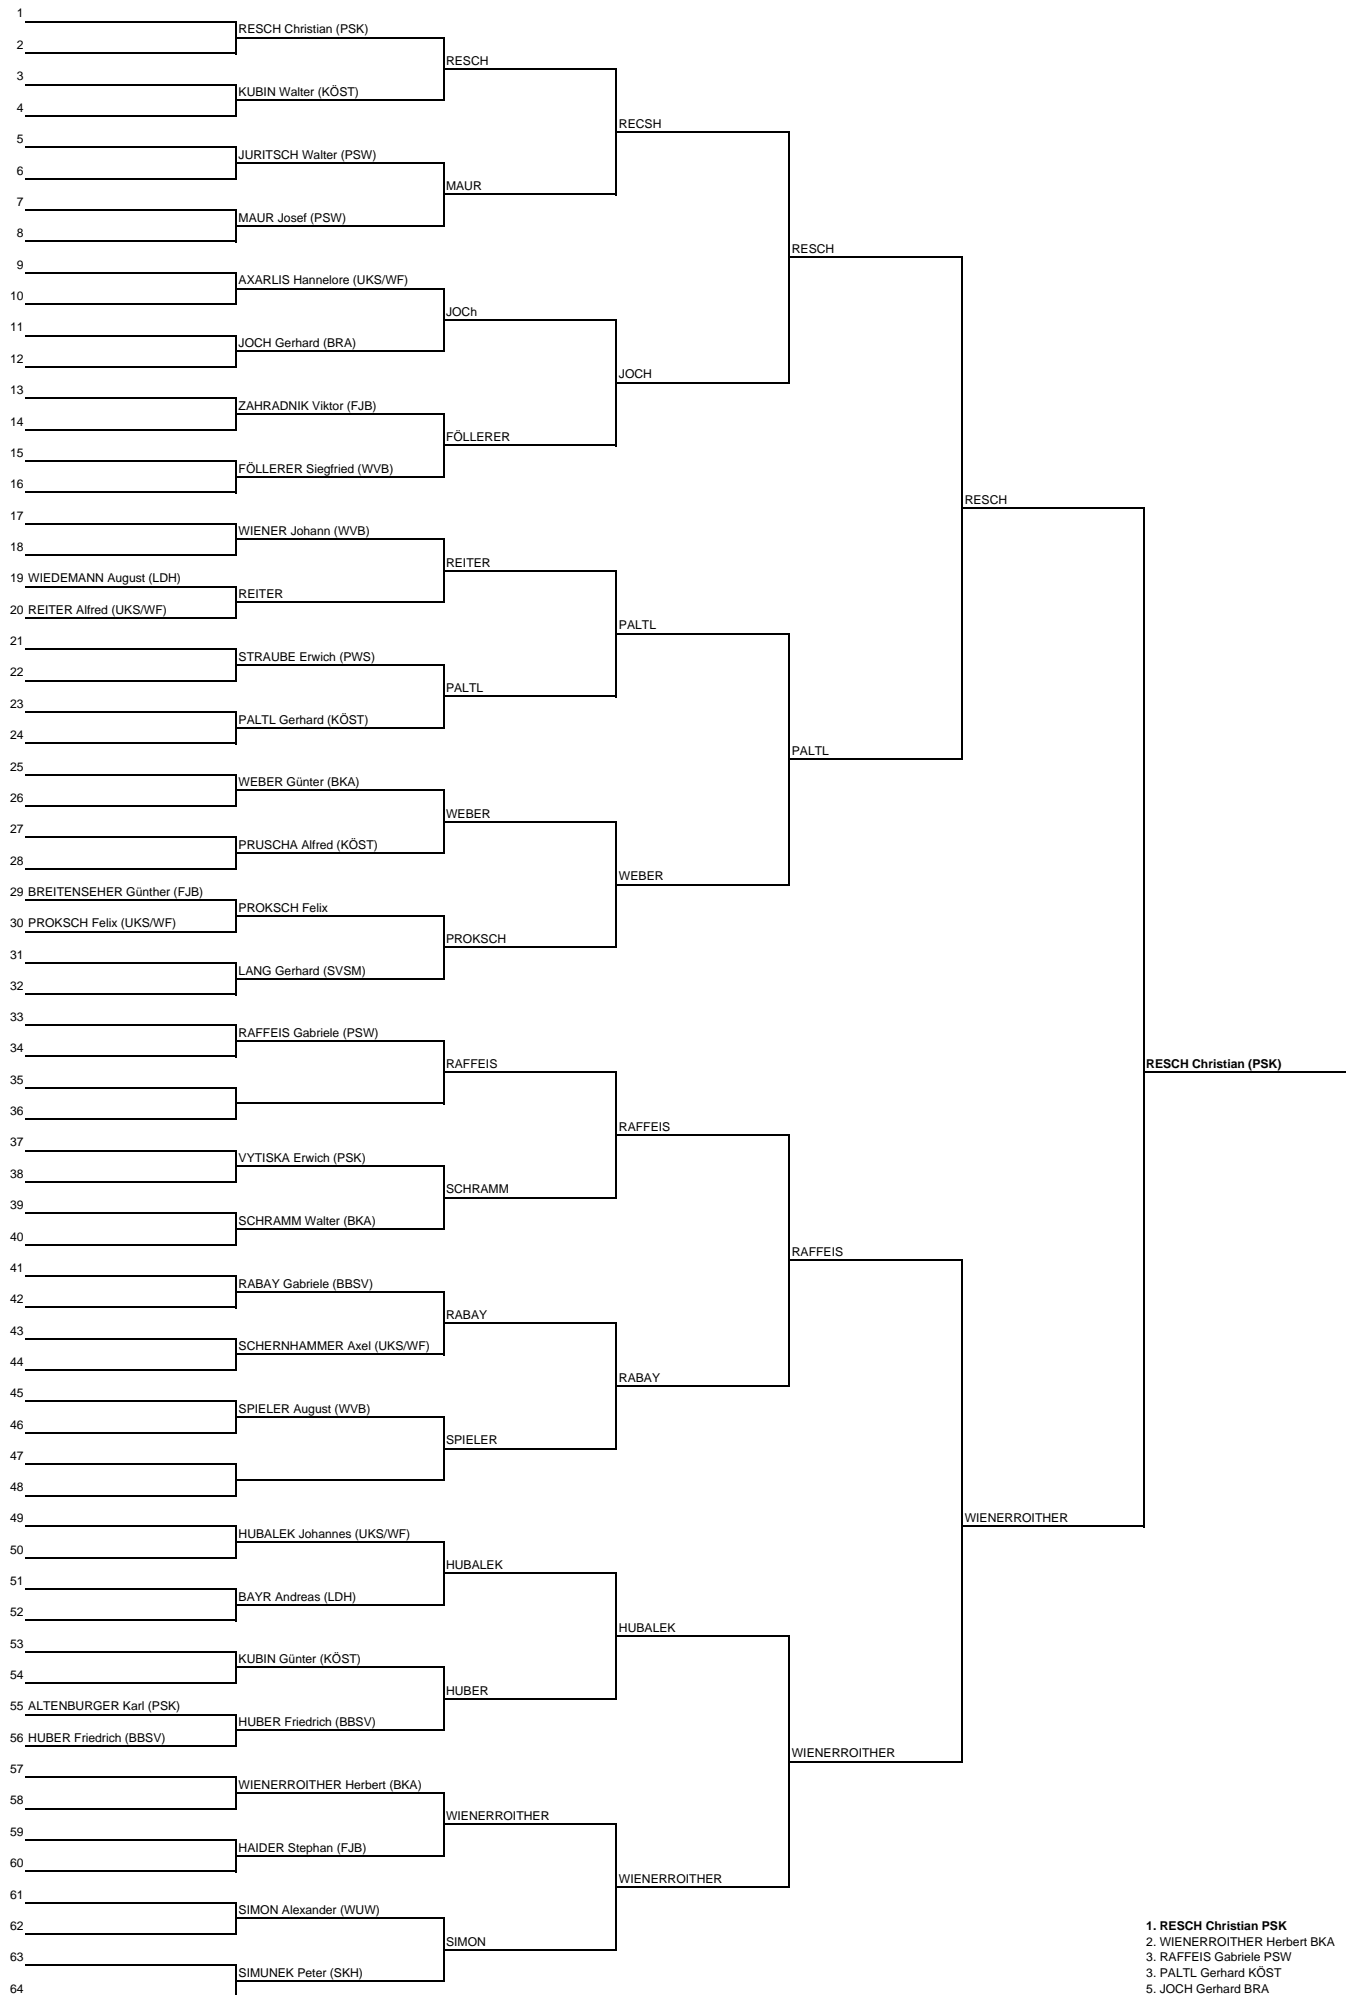 1
RESCH Christian (PSK)
2
RESCH
3
KUBIN Walter (KÖST)
4
RECSH
5
JURITSCH Walter (PSW)
6
MAUR
7
MAUR Josef (PSW)
8
RESCH
9
AXARLIS Hannelore (UKS/WF)
10
JOCh
11
JOCH Gerhard (BRA)
12
JOCH
13
ZAHRADNIK Viktor (FJB)
14
FÖLLERER
15
FÖLLERER Siegfried (WVB)
16
RESCH
17
WIENER Johann (WVB)
18
REITER
19 WIEDEMANN August (LDH)
REITER
20 REITER Alfred (UKS/WF)
PALTL
21
STRAUBE Erwich (PWS)
22
PALTL
23
PALTL Gerhard (KÖST)
24
PALTL
25
WEBER Günter (BKA)
26
WEBER
27
PRUSCHA Alfred (KÖST)
28
WEBER
29 BREITENSEHER Günther (FJB)
PROKSCH Felix
30 PROKSCH Felix (UKS/WF)
PROKSCH
31
LANG Gerhard (SVSM)
32
33
RAFFEIS Gabriele (PSW)
34
RAFFEIS
RESCH Christian (PSK)
35
36
RAFFEIS
37
VYTISKA Erwich (PSK)
38
SCHRAMM
39
SCHRAMM Walter (BKA)
40
RAFFEIS
41
RABAY Gabriele (BBSV)
42
RABAY
43
SCHERNHAMMER Axel (UKS/WF)
44
RABAY
45
SPIELER August (WVB)
46
SPIELER
47
48
49
WIENERROITHER
HUBALEK Johannes (UKS/WF)
50
HUBALEK
51
BAYR Andreas (LDH)
52
HUBALEK
53
KUBIN Günter (KÖST)
54
HUBER
55 ALTENBURGER Karl (PSK)
HUBER Friedrich (BBSV)
56 HUBER Friedrich (BBSV)
WIENERROITHER
57
WIENERROITHER Herbert (BKA)
58
WIENERROITHER
59
HAIDER Stephan (FJB)
60
WIENERROITHER
61
SIMON Alexander (WUW)
62
SIMON
63
SIMUNEK Peter (SKH)
64
1. RESCH Christian PSK
2. WIENERROITHER Herbert BKA
3. RAFFEIS Gabriele PSW
3. PALTL Gerhard KÖST
5. JOCH Gerhard BRA